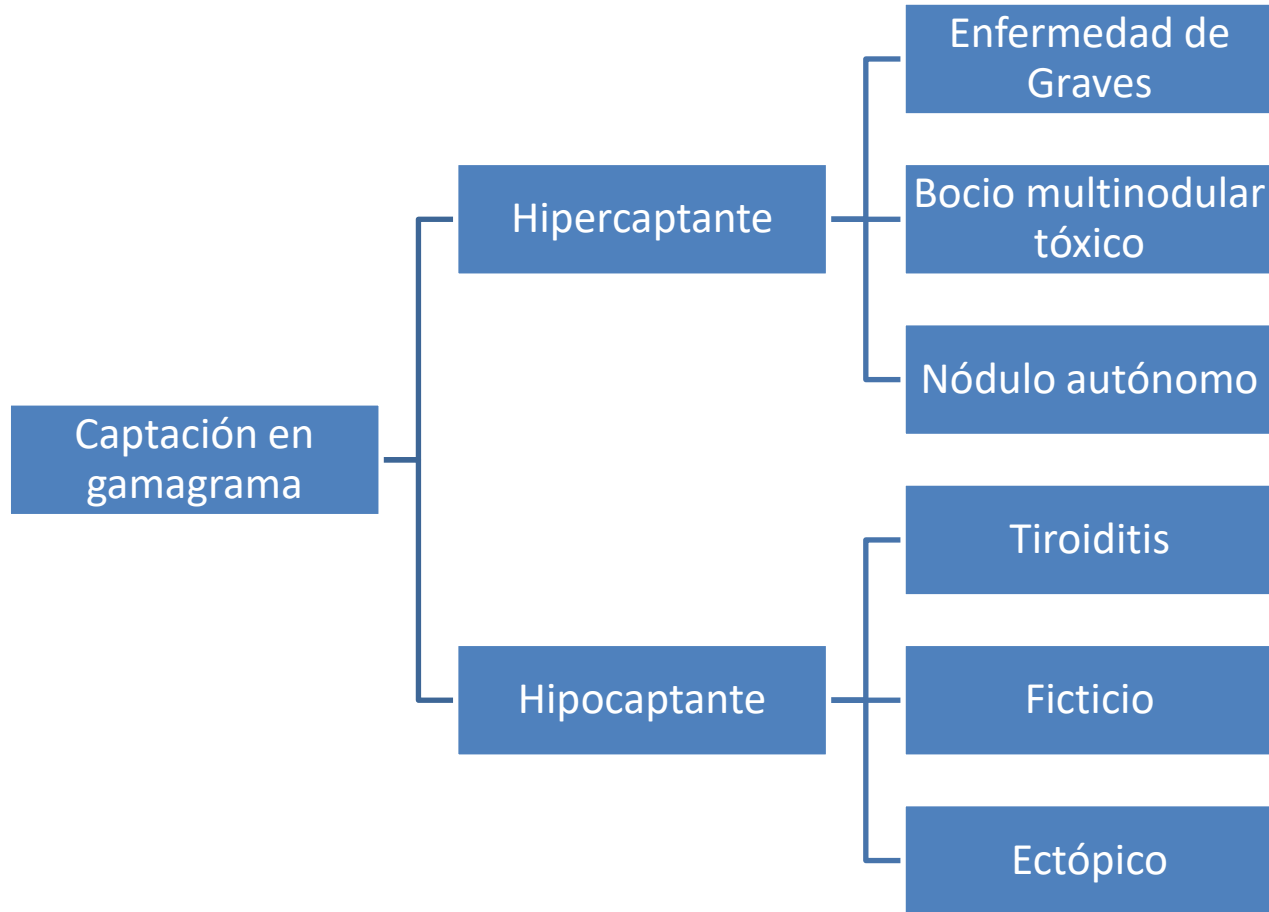 Captación en
gamagrama
Hipercaptante
Enfermedad de
Graves
Bocio multinodular
tóxico
Nódulo autónomo
Hipocaptante
Tiroiditis
Ficticio
Ectópico